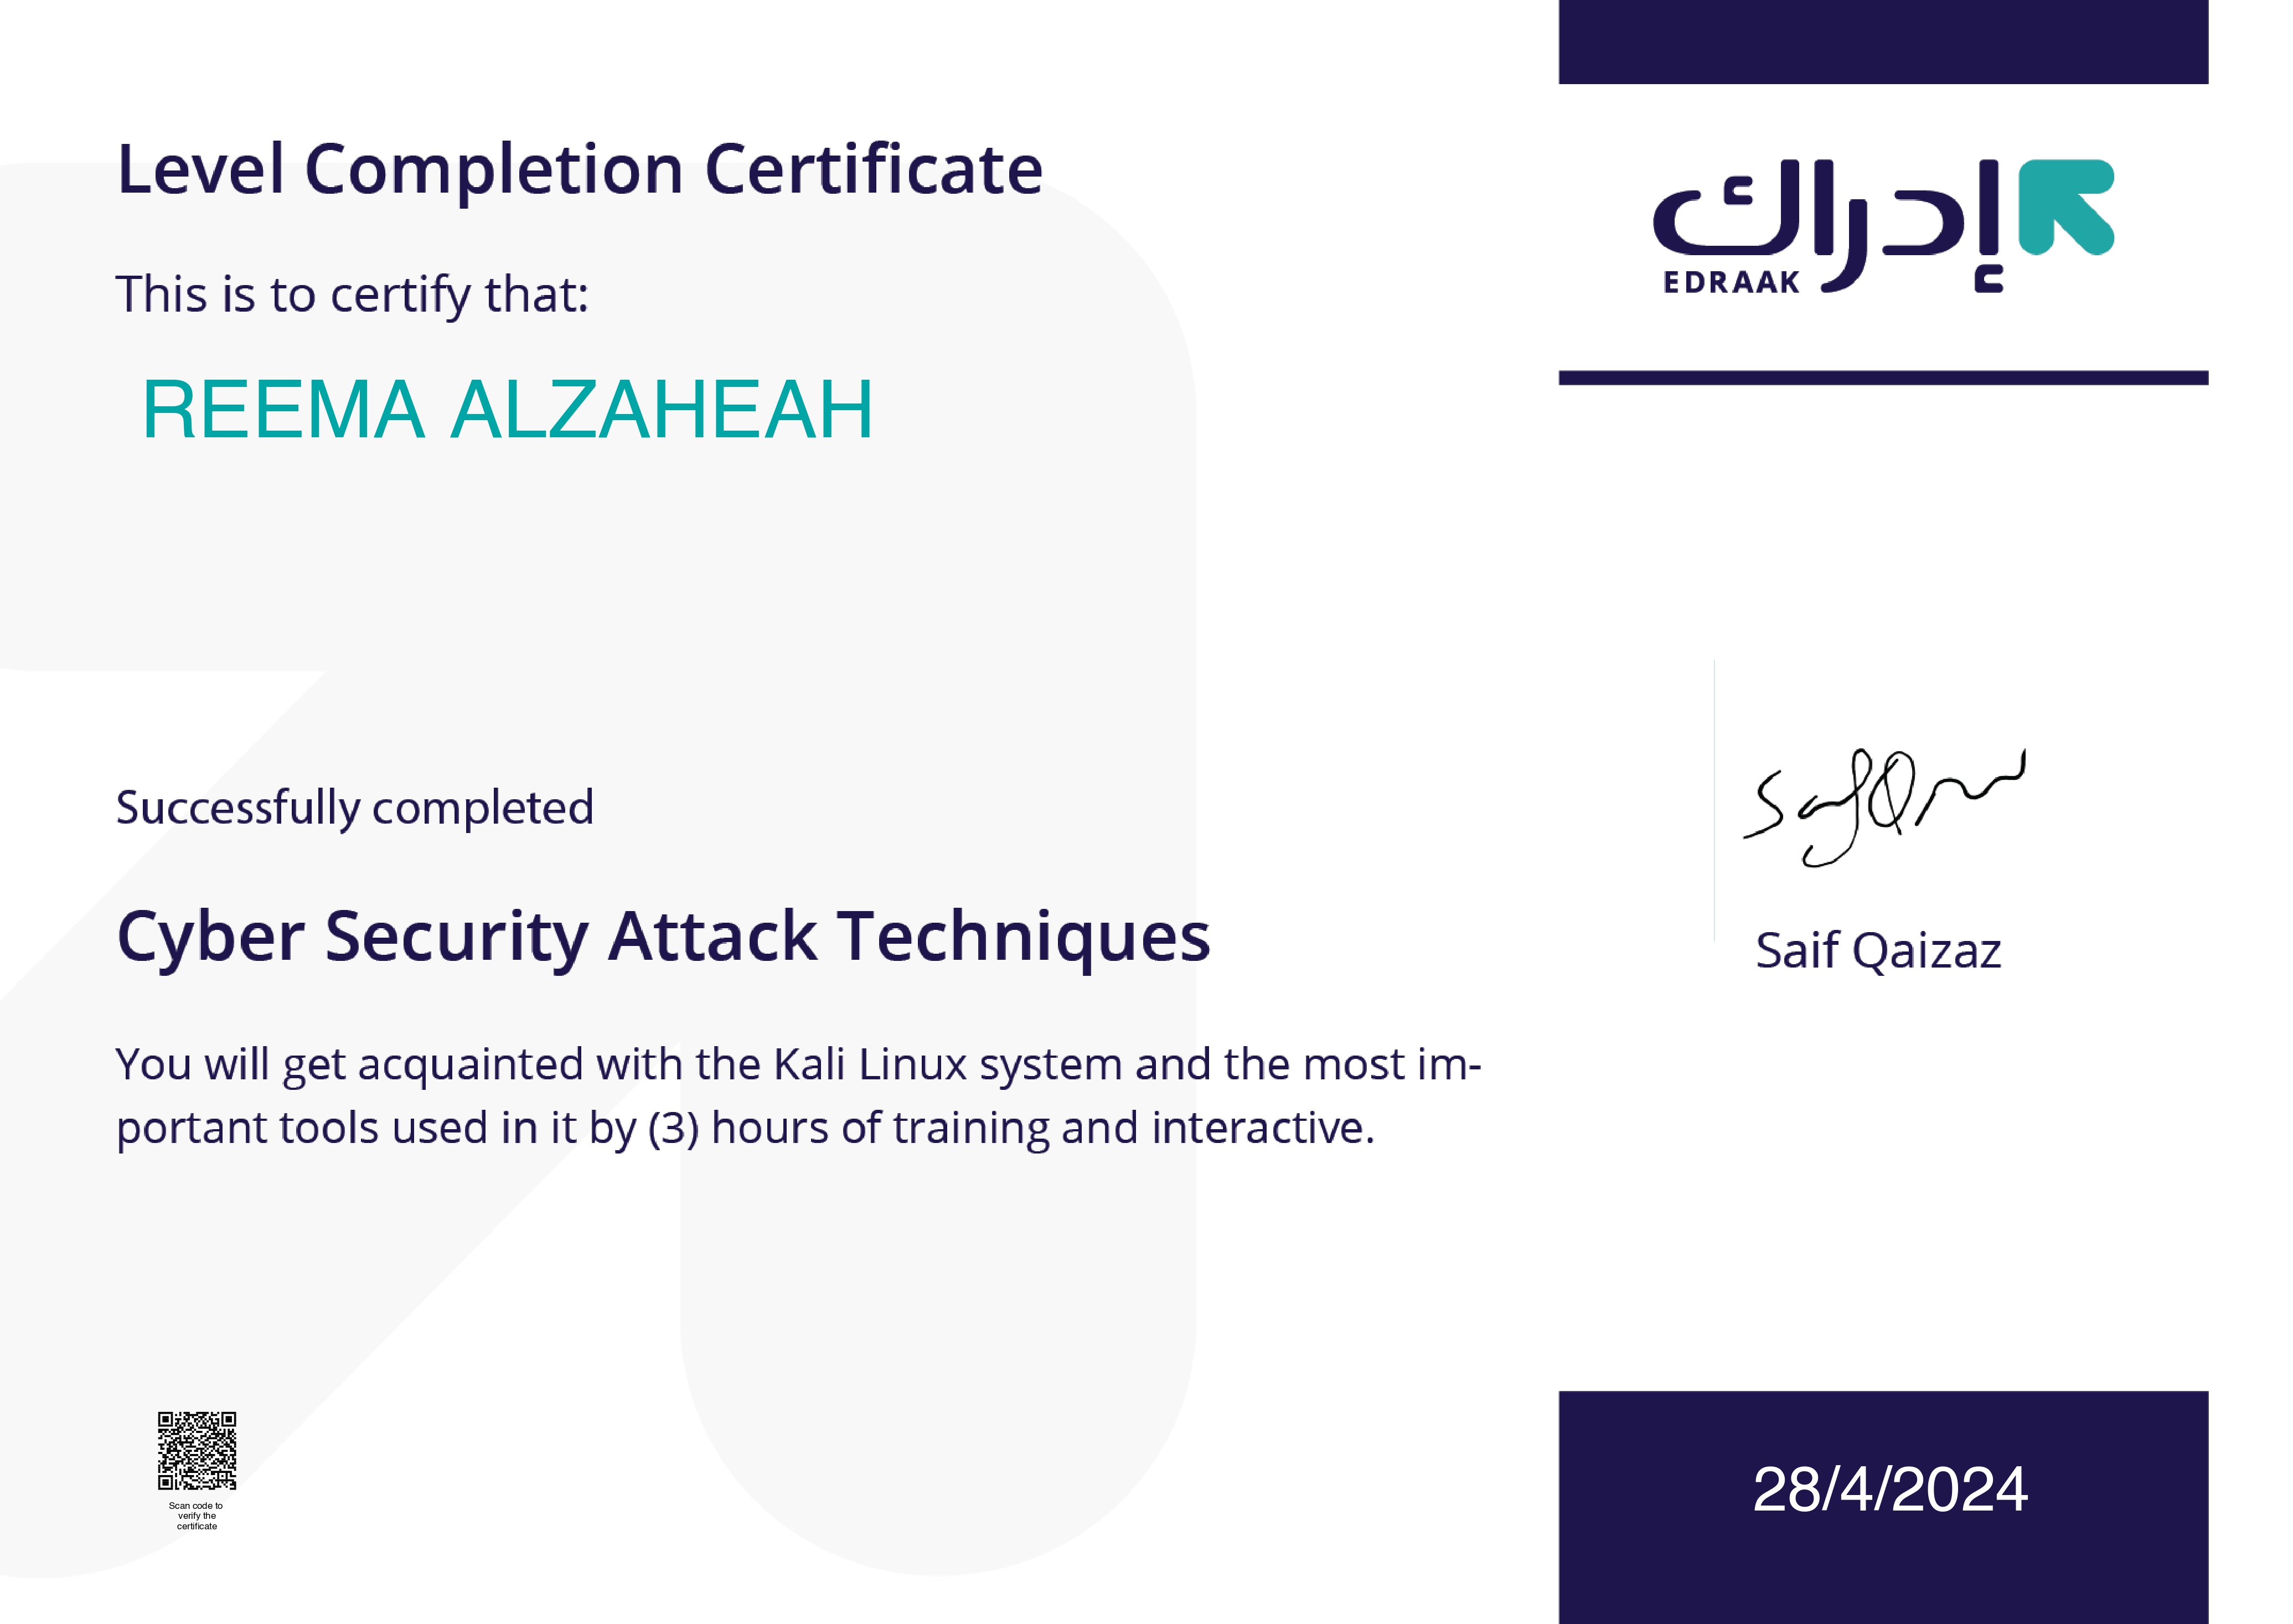 Level Completion Certificate
This is to certify that:
REEMA ALZAHEAH
Successfully completed
Cyber Security Attack Techniques
You will get acquainted with the Kali Linux system and the most im-
portant tools used in it by (3) hours of training and interactive.
Scan code to
verify the
certificate
إدراك
EDRAAK
Saif Qaizaz
28/4/2024